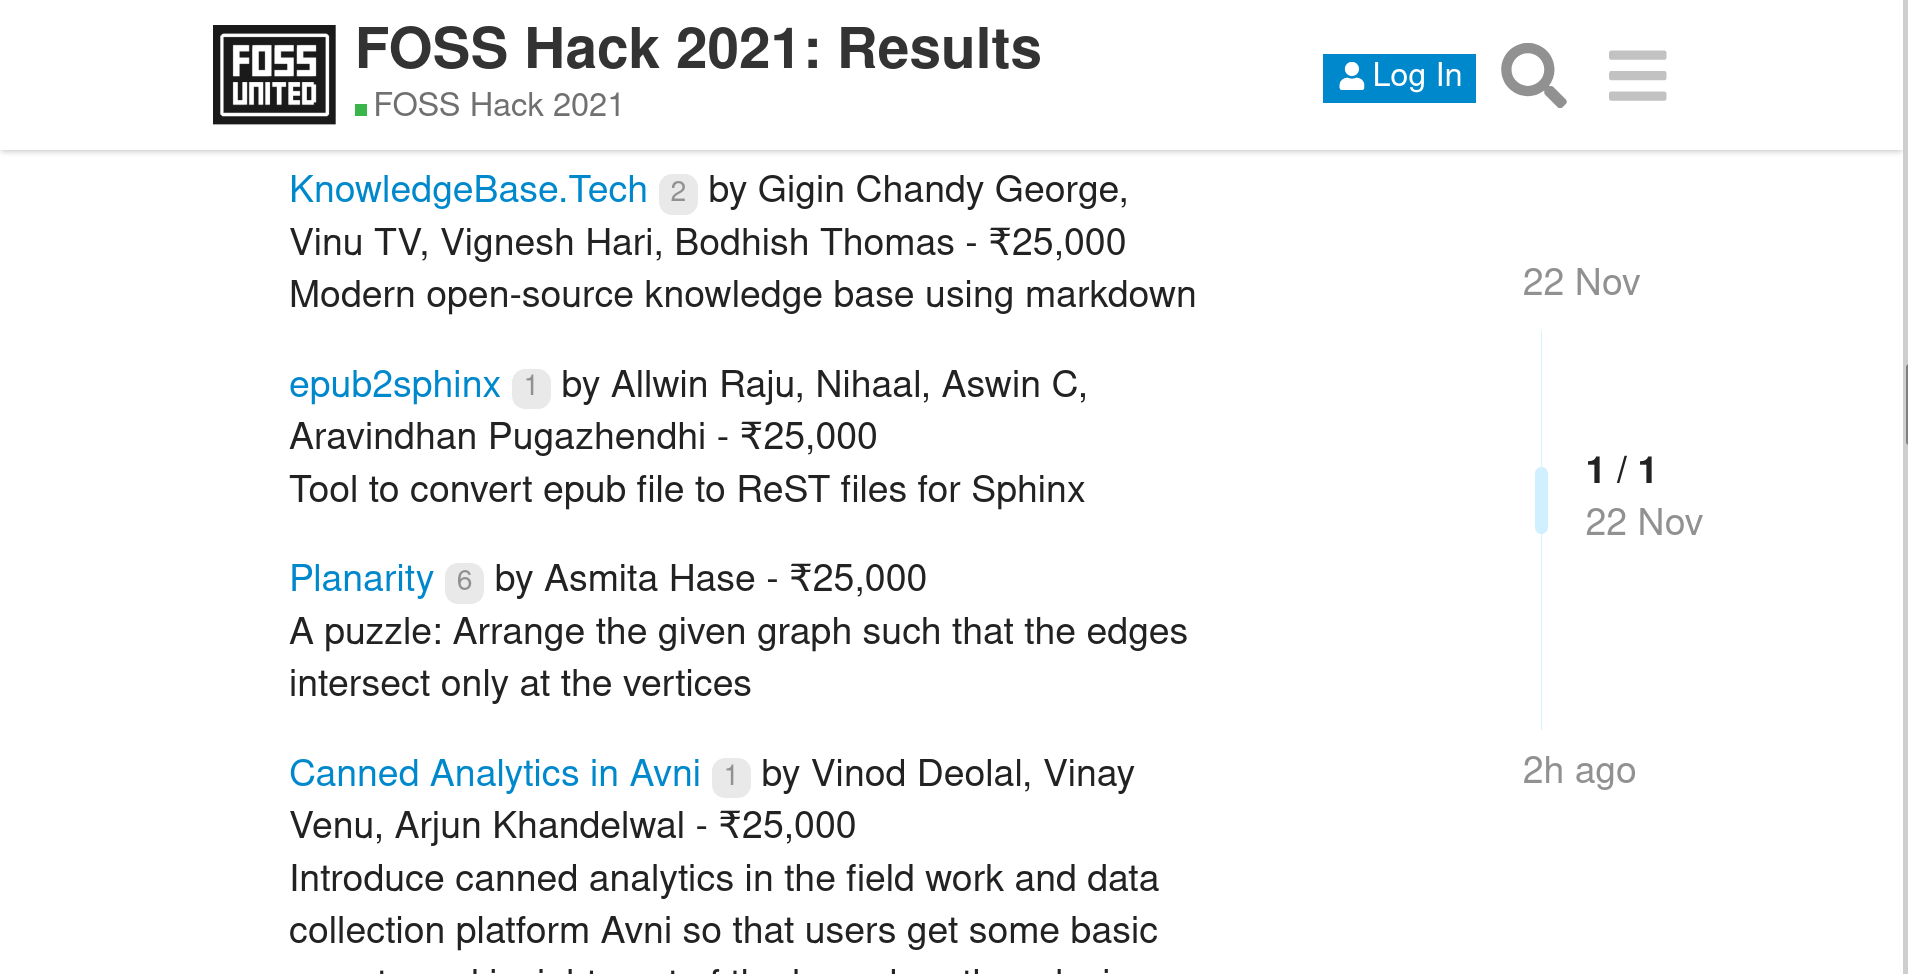 FOSS UNITED
FOSS Hack 2021: Results
FOSS Hack 2021
Log In
KnowledgeBase.Tech 2 by Gigin Chandy George,
Vinu TV, Vignesh Hari, Bodhish Thomas - ₹25,000
Modern open-source knowledge base using markdown
epub2sphinx 1 by Allwin Raju, Nihaal, Aswin C,
Aravindhan Pugazhendhi - ₹25,000
Tool to convert epub file to ReST files for Sphinx
Planarity 6 by Asmita Hase - ₹25,000
A puzzle: Arrange the given graph such that the edges
intersect only at the vertices
Canned Analytics in Avni 1 by Vinod Deolal, Vinay
Venu, Arjun Khandelwal - ₹25,000
Introduce canned analytics in the field work and data
collection platform Avni so that users get some basic
22 Nov
1 / 1
22 Nov
2h ago